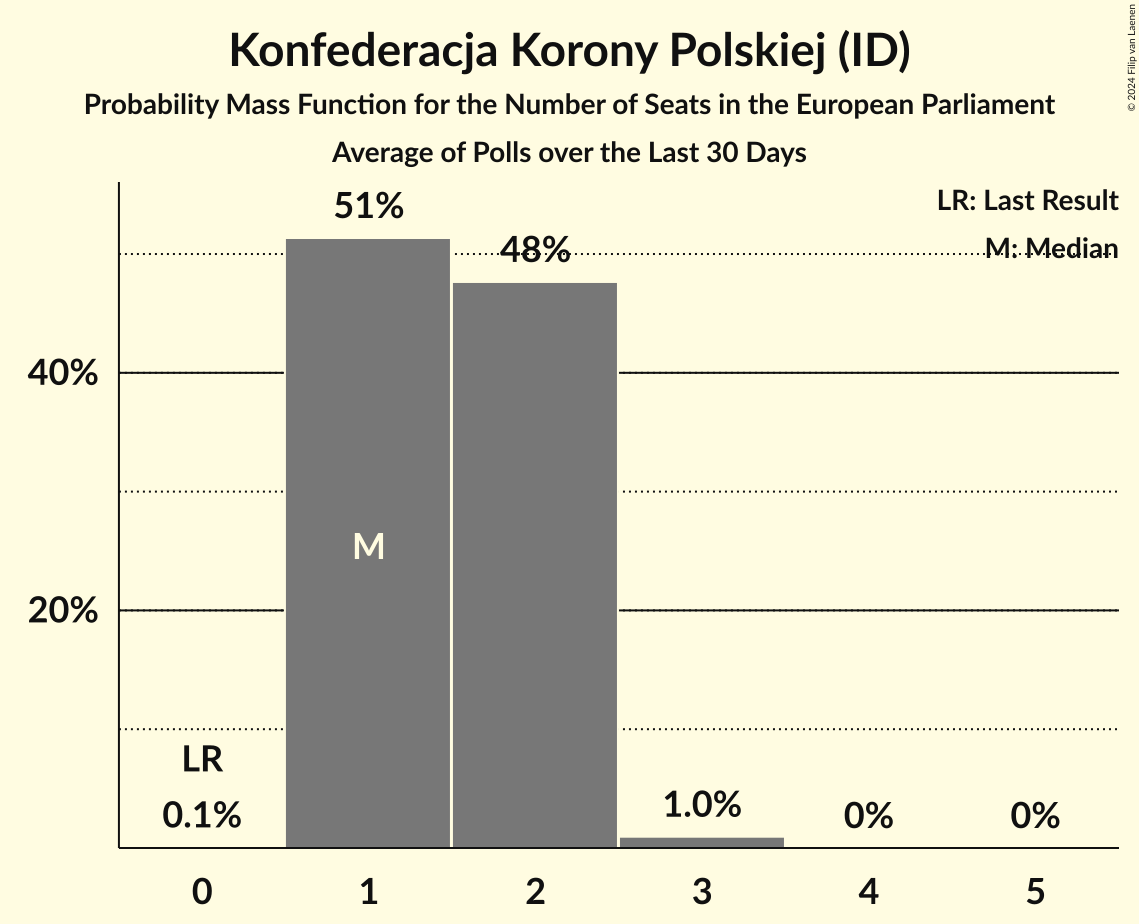 Konfederacja Korony Polskiej (ID)
Probability Mass Function for the Number of Seats in the European Parliament
Average of Polls over the Last 30 Days
© 2024 Filip van Laenen
LR: Last Result
M: Median
51%
48%
40%
M
20%
LR
0.1%
1.0%
0%
0%
0 1 2 3 4 5